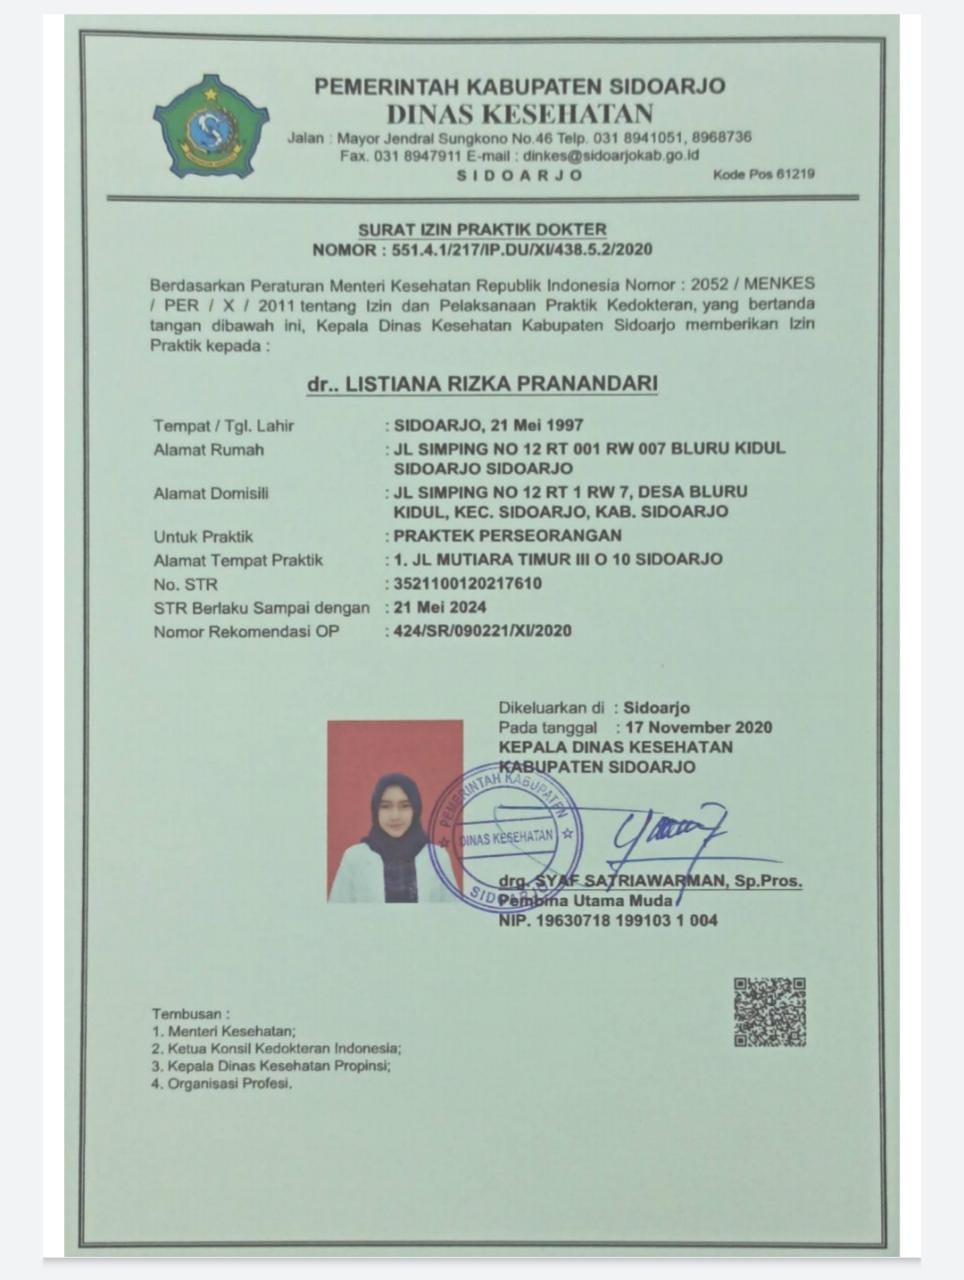 PEMERINTAH KABUPATEN SIDOARJO
DINAS KESEHATAN
Jalan : Mayor Jendral Sungkono No.46 Telp. 031 8941051, 8968736
Fax. 031 8947911 E-mail : dinkes@sidoarjokab.go.id
SIDOARJO Kode Pos 61219
SURAT IZIN PRAKTIK DOKTER
NOMOR : 551.4.1/217/IP.DU/XI/438.5.2/2020
Berdasarkan Peraturan Menteri Kesehatan Republik Indonesia Nomor : 2052 / MENKES
/ PER / X / 2011 tentang Izin dan Pelaksanaan Praktik Kedokteran, yang bertanda
tangan dibawah ini, Kepala Dinas Kesehatan Kabupaten Sidoarjo memberikan Izin
Praktik kepada :
dr.. LISTIANA RIZKA PRANANDARI
Tempat / Tgl. Lahir : SIDOARJO, 21 Mei 1997
Alamat Rumah : JL SIMPING NO 12 RT 001 RW 007 BLURU KIDUL
SIDOARJO SIDOARJO
Alamat Domisili : JL SIMPING NO 12 RT 1 RW 7, DESA BLURU
KIDUL, KEC. SIDOARJO, KAB. SIDOARJO
Untuk Praktik : PRAKTEK PERSEORANGAN
Alamat Tempat Praktik : 1. JL MUTIARA TIMUR III O 10 SIDOARJO
No. STR : 3521100120217610
STR Berlaku Sampai dengan : 21 Mei 2024
Nomor Rekomendasi OP : 424/SR/090221/XI/2020
Dikeluarkan di : Sidoarjo
Pada tanggal : 17 November 2020
KEPALA DINAS KESEHATAN
KABUPATEN SIDOARJO
PEMERINTAH KABUPATEN
DINAS KESEHATAN
SIDOARJO
drg. SYAF SATRIAWARMAN, Sp.Pros.
Pembina Utama Muda
NIP. 19630718 199103 1 004
Tembusan :
1. Menteri Kesehatan;
2. Ketua Konsil Kedokteran Indonesia;
3. Kepala Dinas Kesehatan Propinsi;
4. Organisasi Profesi.